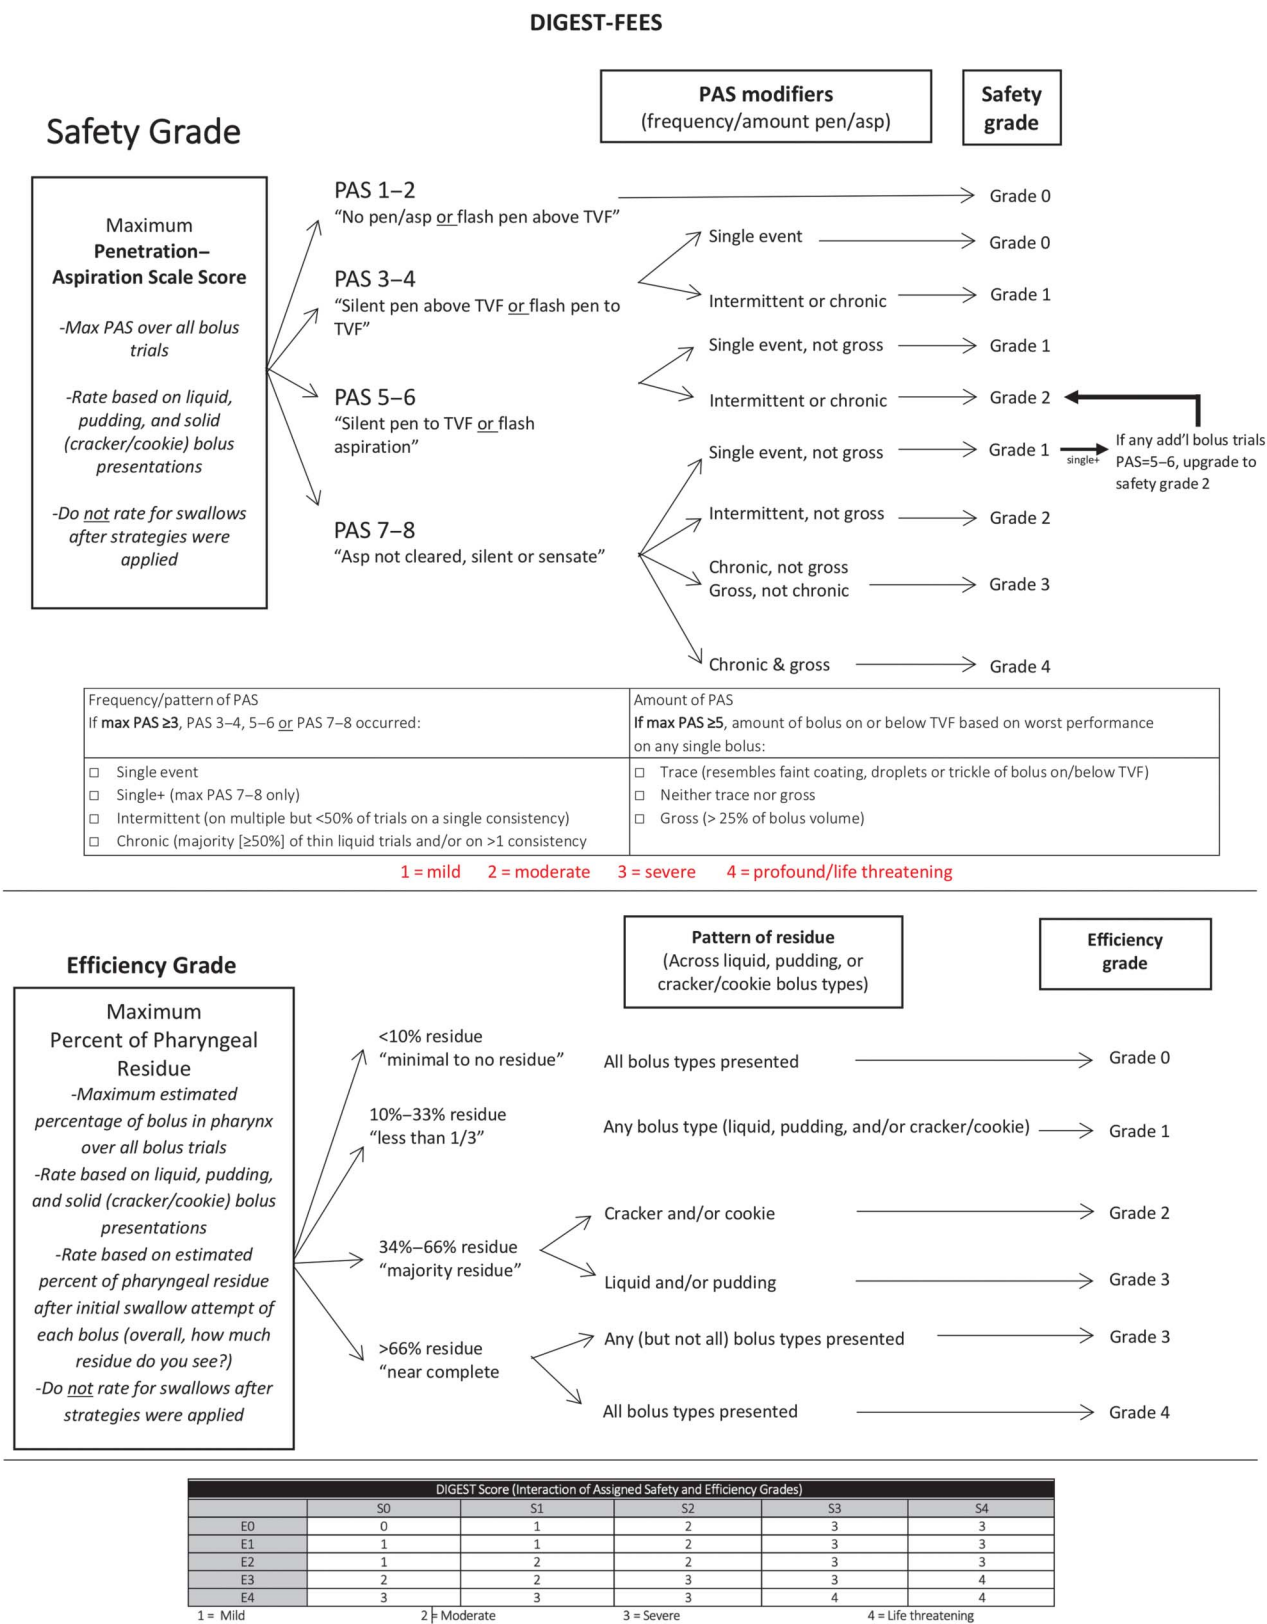 DIGEST-FEES
PAS modifiers
(frequency/amount pen/asp)
Safety
grade
Safety Grade
Maximum
Penetration–
Aspiration Scale Score
-Max PAS over all bolus
trials
-Rate based on liquid,
pudding, and solid
(cracker/cookie) bolus
presentations
-Do not rate for swallows
after strategies were
applied
PAS 1–2
“No pen/asp or flash pen above TVF”
Grade 0
PAS 3–4
“Silent pen above TVF or flash pen to
TVF”
Single event
Grade 0
Intermittent or chronic
Grade 1
PAS 5–6
“Silent pen to TVF or flash
aspiration”
Single event, not gross
Grade 1
Intermittent or chronic
Grade 2
PAS 7–8
“Asp not cleared, silent or sensate”
Single event, not gross
Grade 1
single+
If any add’l bolus trials
PAS=5–6, upgrade to
safety grade 2
Intermittent, not gross
Grade 2
Chronic, not gross
Gross, not chronic
Grade 3
Chronic & gross
Grade 4
Frequency/pattern of PAS
If max PAS ≥3, PAS 3–4, 5–6 or PAS 7–8 occurred:
Amount of PAS
If max PAS ≥5, amount of bolus on or below TVF based on worst performance
on any single bolus:
☐ Single event
☐ Single+ (max PAS 7–8 only)
☐ Intermittent (on multiple but <50% of trials on a single consistency)
☐ Chronic (majority [≥50%] of thin liquid trials and/or on >1 consistency
☐ Trace (resembles faint coating, droplets or trickle of bolus on/below TVF)
☐ Neither trace nor gross
☐ Gross (> 25% of bolus volume)
1 = mild 2 = moderate 3 = severe 4 = profound/life threatening
Pattern of residue
(Across liquid, pudding, or
cracker/cookie bolus types)
Efficiency
grade
Efficiency Grade
Maximum
Percent of Pharyngeal
Residue
-Maximum estimated
percentage of bolus in pharynx
over all bolus trials
-Rate based on liquid, pudding,
and solid (cracker/cookie) bolus
presentations
-Rate based on estimated
percent of pharyngeal residue
after initial swallow attempt of
each bolus (overall, how much
residue do you see?)
-Do not rate for swallows after
strategies were applied
<10% residue
“minimal to no residue”
All bolus types presented
Grade 0
10%–33% residue
“less than 1/3”
Any bolus type (liquid, pudding, and/or cracker/cookie)
Grade 1
34%–66% residue
“majority residue”
Cracker and/or cookie
Grade 2
Liquid and/or pudding
Grade 3
>66% residue
“near complete
Any (but not all) bolus types presented
Grade 3
All bolus types presented
Grade 4
DIGEST Score (Interaction of Assigned Safety and Efficiency Grades)
S0 S1 S2 S3 S4
E0 0 1 2 3 3
E1 1 1 2 3 3
E2 1 2 2 3 3
E3 2 2 3 3 4
E4 3 3 3 4 4
1 = Mild 2 = Moderate 3 = Severe 4 = Life threatening